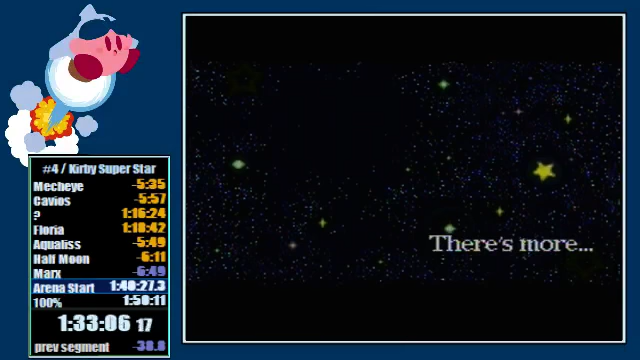 #4 / Kirby Super Star
Mecheye -5:35
Cavios -5:57
? 1:16:24
Floria 1:18:42
Aqualiss -5:49
Half Moon -6:11
Marx -6:49
Arena Start 1:40:27.3
100% 1:50:11
1:33:06 17
prev segment -38.8
There's more...